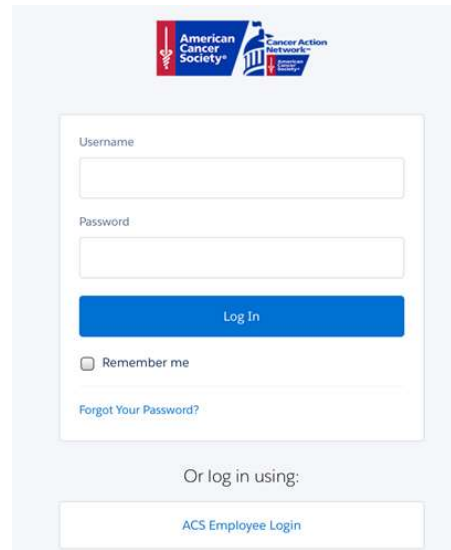 American
Cancer
Society®
Cancer Action
Network℠
American
Cancer
Society®
Username
Password
Log In
Remember me
Forgot Your Password?
Or log in using:
ACS Employee Login